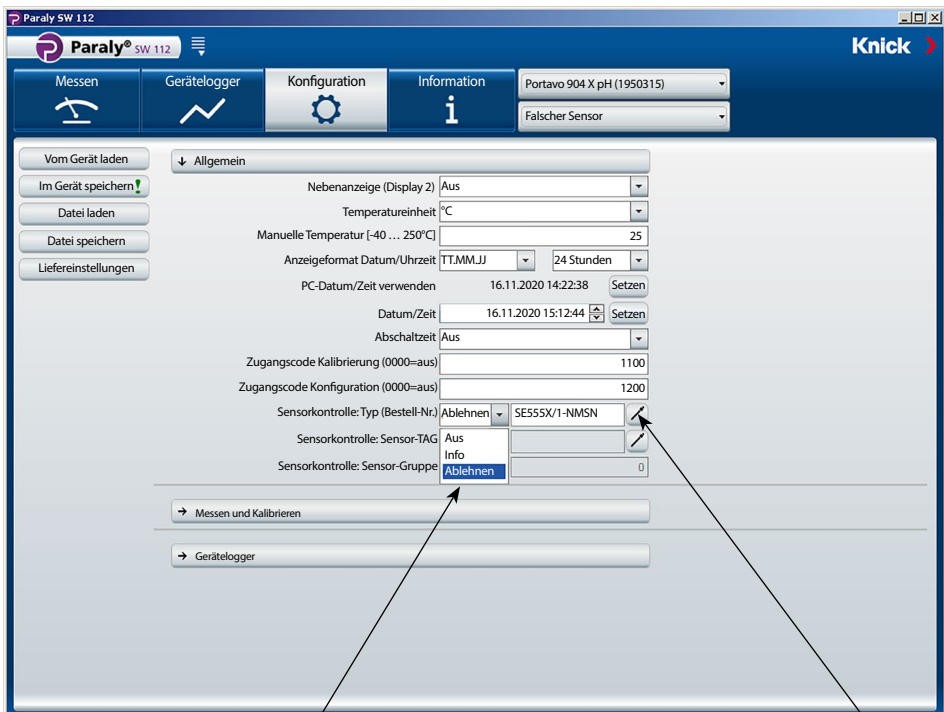 Paraly SW 112
Paraly® SW 112
Knick
Messen
Gerätelogger
Konfiguration
Information
Portavo 904 X pH (1950315)
Falscher Sensor
Vom Gerät laden
Im Gerät speichern!
Datei laden
Datei speichern
Liefereinstellungen
Allgemein
Nebenanzeige (Display 2) Aus
Temperatureinheit °C
Manuelle Temperatur [-40 … 250°C] 25
Anzeigeformat Datum/Uhrzeit TT.MM.JJ 24 Stunden
PC-Datum/Zeit verwenden 16.11.2020 14:22:38 Setzen
Datum/Zeit 16.11.2020 15:12:44 Setzen
Abschaltzeit Aus
Zugangscode Kalibrierung (0000=aus) 1100
Zugangscode Konfiguration (0000=aus) 1200
Sensorkontrolle: Typ (Bestell-Nr.) Ablehnen SE555X/1-NMSN
Sensorkontrolle: Sensor-TAG
Aus
Info
Ablehnen
Sensorkontrolle: Sensor-Gruppe 0
Messen und Kalibrieren
Gerätelogger